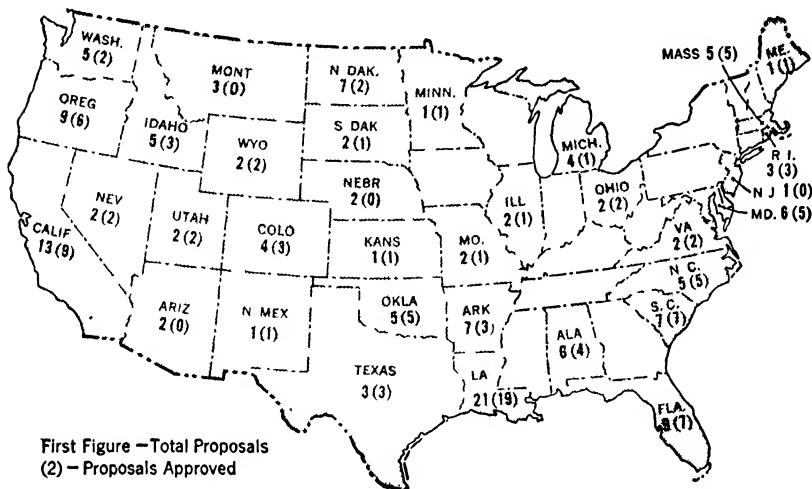 WASH.
5 (2)
MONT
3 (0)
N DAK.
7 (2)
MINN.
1 (1)
MASS 5 (5)
ME.
1 (1)
OREG
9 (6)
IDAHO
5 (3)
WYO
2 (2)
S DAK
2 (1)
MICH.
4 (1)
R I.
3 (3)
N J 1 (0)
MD. 6 (5)
NEV
2 (2)
UTAH
2 (2)
COLO
4 (3)
NEBR
2 (0)
ILL
2 (1)
OHIO
2 (2)
CALIF
13 (9)
KANS
1 (1)
MO.
2 (1)
VA
2 (2)
N C.
5 (5)
ARIZ
2 (0)
N MEX
1 (1)
OKLA
5 (5)
ARK
7 (3)
S. C.
7 (7)
ALA
6 (4)
TEXAS
3 (3)
LA
21 (19)
FLA.
(7)
First Figure — Total Proposals
(2) — Proposals Approved